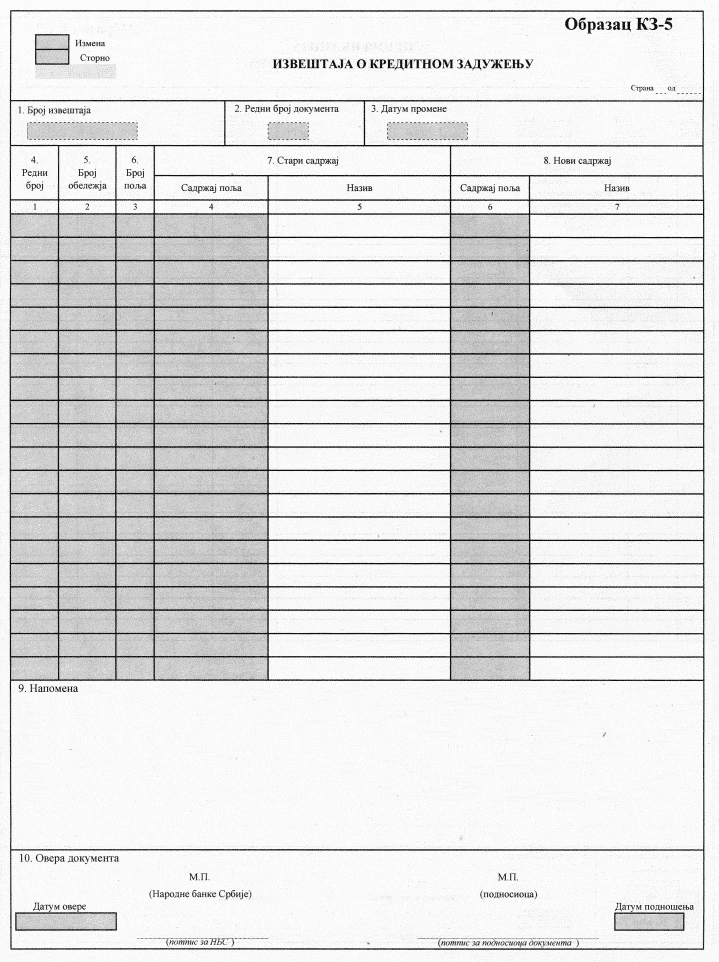 Образац КЗ-5
Измена
Сторно
ИЗВЕШТАЈА О КРЕДИТНОМ ЗАДУЖЕЊУ
Страна ... од ......
1. Број извештаја
2. Редни број документа
3. Датум промене
4.
Редни
број
5.
Број
обележја
6.
Број
поља
7. Стари садржај
8. Нови садржај
Садржај поља
Назив
Садржај поља
Назив
1 2 3 4 5 6 7
9. Напомена
10. Овера документа
М.П.
(Народне банке Србије)
М.П.
(подносиоца)
Датум овере
Датум подношења
(потпис за НБС )
(потпис за подносиоца документа )